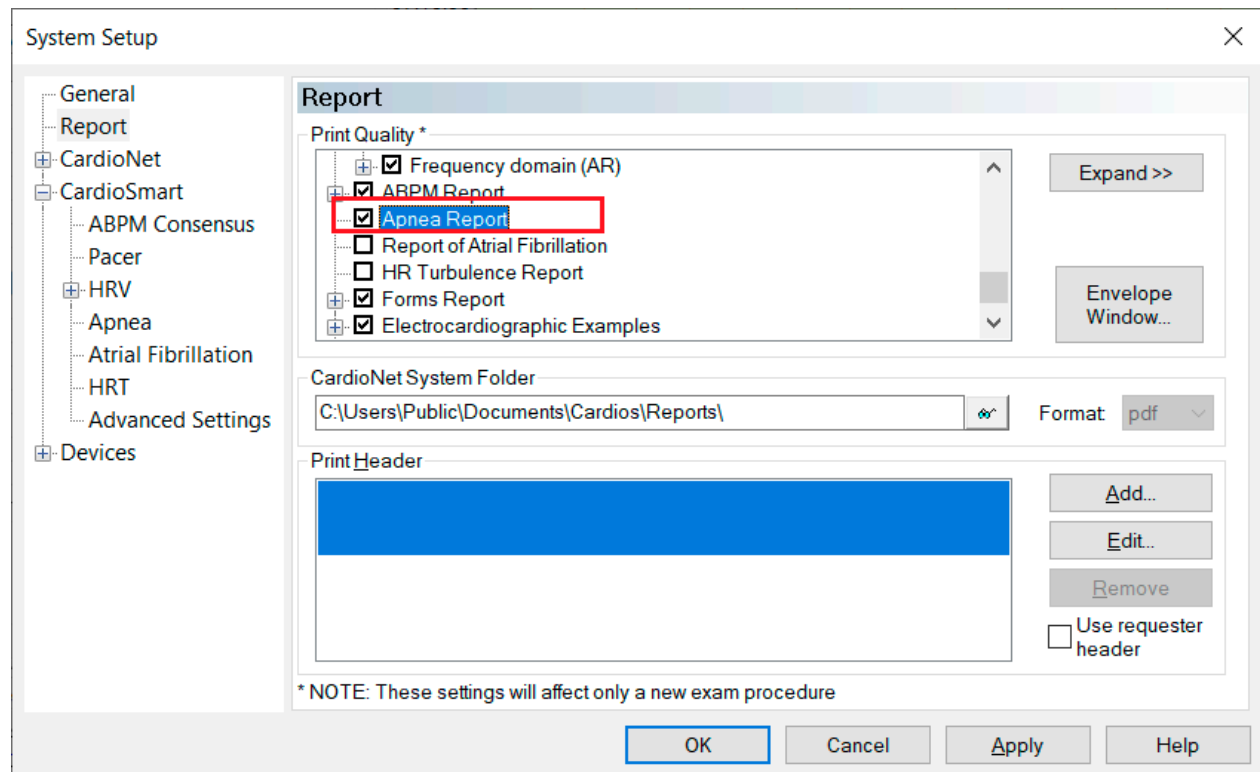 System Setup
General
Report
CardioNet
CardioSmart
ABPM Consensus
Pacer
HRV
Apnea
Atrial Fibrillation
HRT
Advanced Settings
Devices
Report
Print Quality *
Frequency domain (AR)
ABPM Report
Apnea Report
Report of Atrial Fibrillation
HR Turbulence Report
Forms Report
Electrocardiographic Examples
Expand >>
Envelope
Window...
CardioNet System Folder
C:\Users\Public\Documents\Cardios\Reports\
Format
pdf
Print Header
Add...
Edit...
Remove
Use requester
header
* NOTE: These settings will affect only a new exam procedure
OK
Cancel
Apply
Help